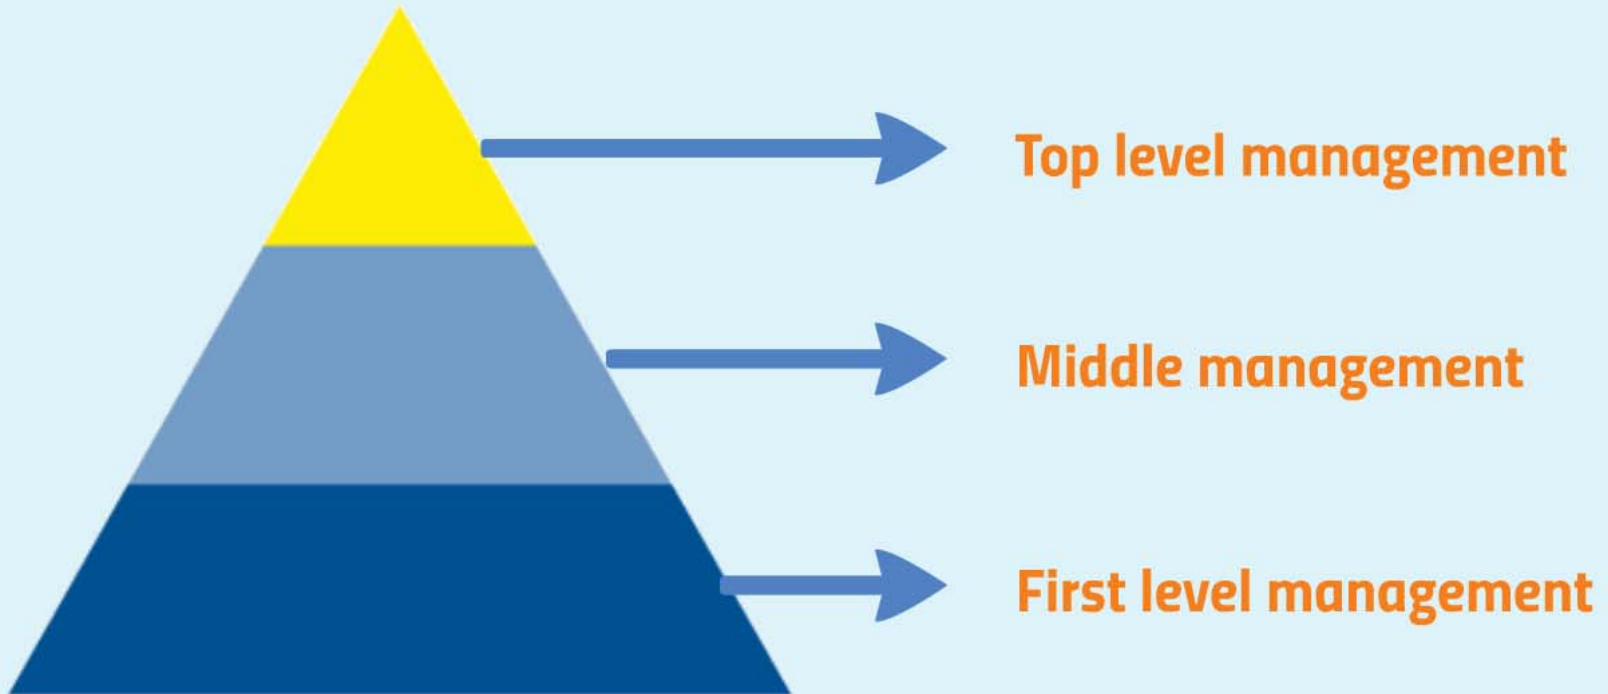 Top level management
Middle management
First level management